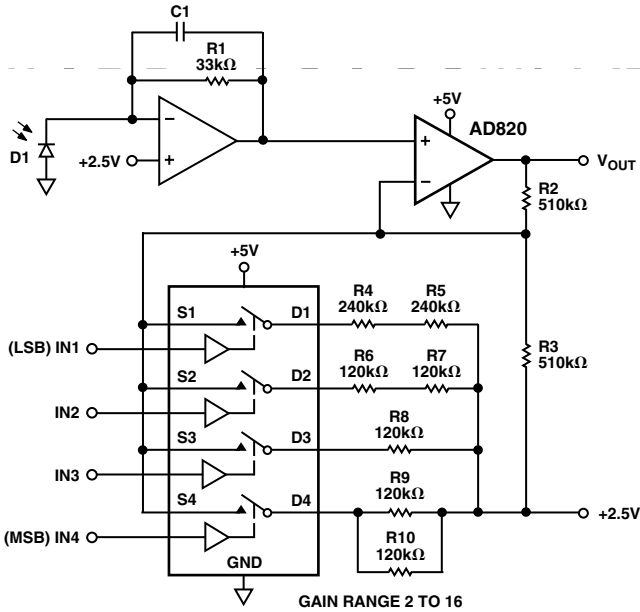 C1
R1
33kΩ
−
+
D1
+2.5V
+5V
AD820
+
−
VOUT
R2
510kΩ
+5V
R4
240kΩ
R5
240kΩ
S1
D1
(LSB) IN1
R6
120kΩ
R7
120kΩ
R3
510kΩ
S2
D2
IN2
R8
120kΩ
S3
D3
IN3
R9
120kΩ
S4
D4
+2.5V
(MSB) IN4
R10
120kΩ
GND
GAIN RANGE 2 TO 16